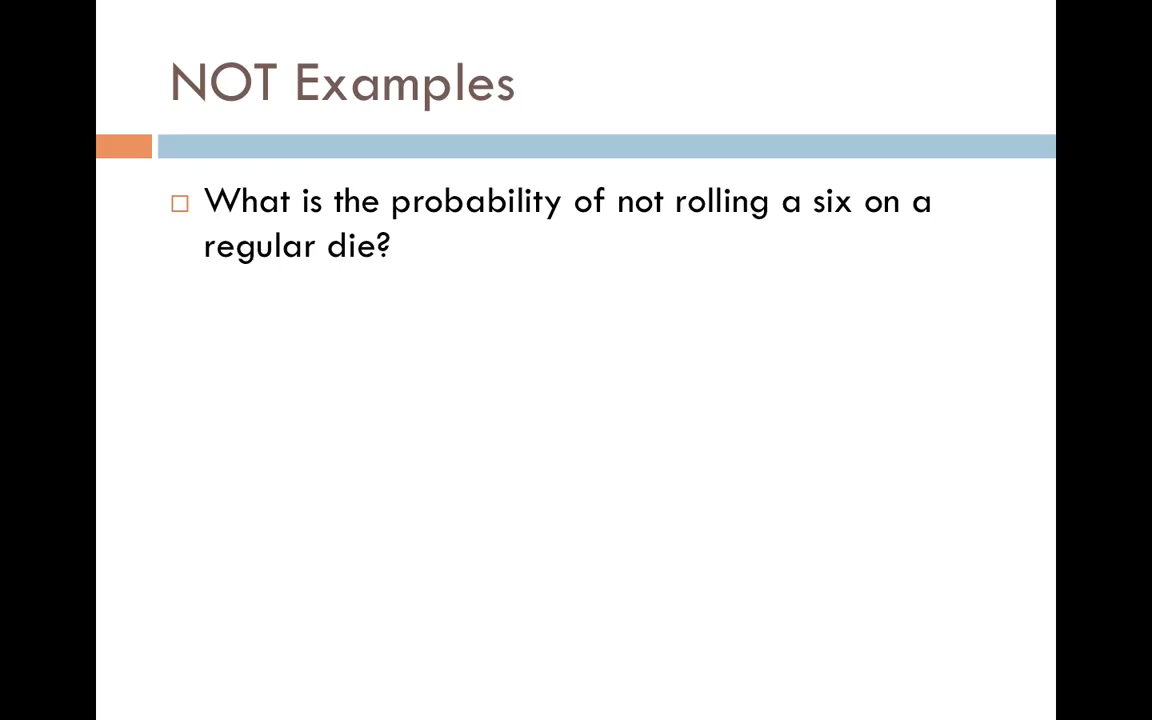 NOT Examples
What is the probability of not rolling a six on a
regular die?